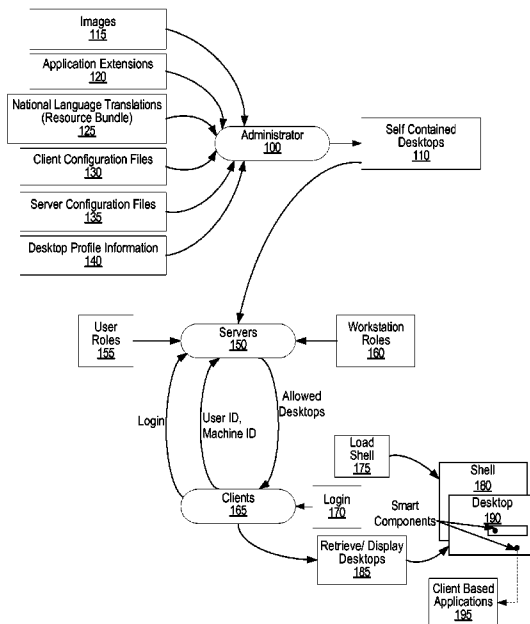 Images
115
Application Extensions
120
National Language Translations
(Resource Bundle)
125
Client Configuration Files
130
Server Configuration Files
135
Desktop Profile Information
140
Administrator
100
Self Contained
Desktops
110
User
Roles
155
Servers
150
Workstation
Roles
160
Login
User ID,
Machine ID
Allowed
Desktops
Load
Shell
175
Shell
180
Desktop
190
Smart
Components
Clients
165
Login
170
Retrieve/ Display
Desktops
185
Client Based
Applications
195